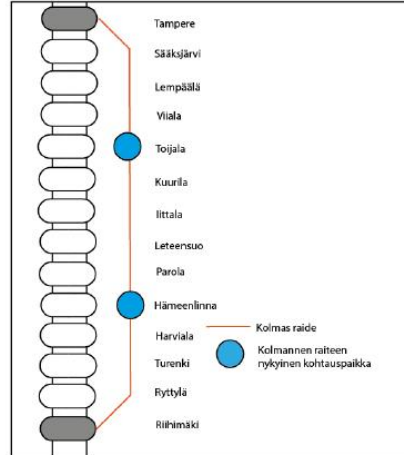 Tampere
Sääksjärvi
Lempäälä
Viiala
Toijala
Kuurila
Iittala
Leteensuo
Parola
Hämeenlinna
Harviala
Turenki
Ryttylä
Riihimäki
Kolmas raide
Kolmannen raiteen
nykyinen kohtauspaikka